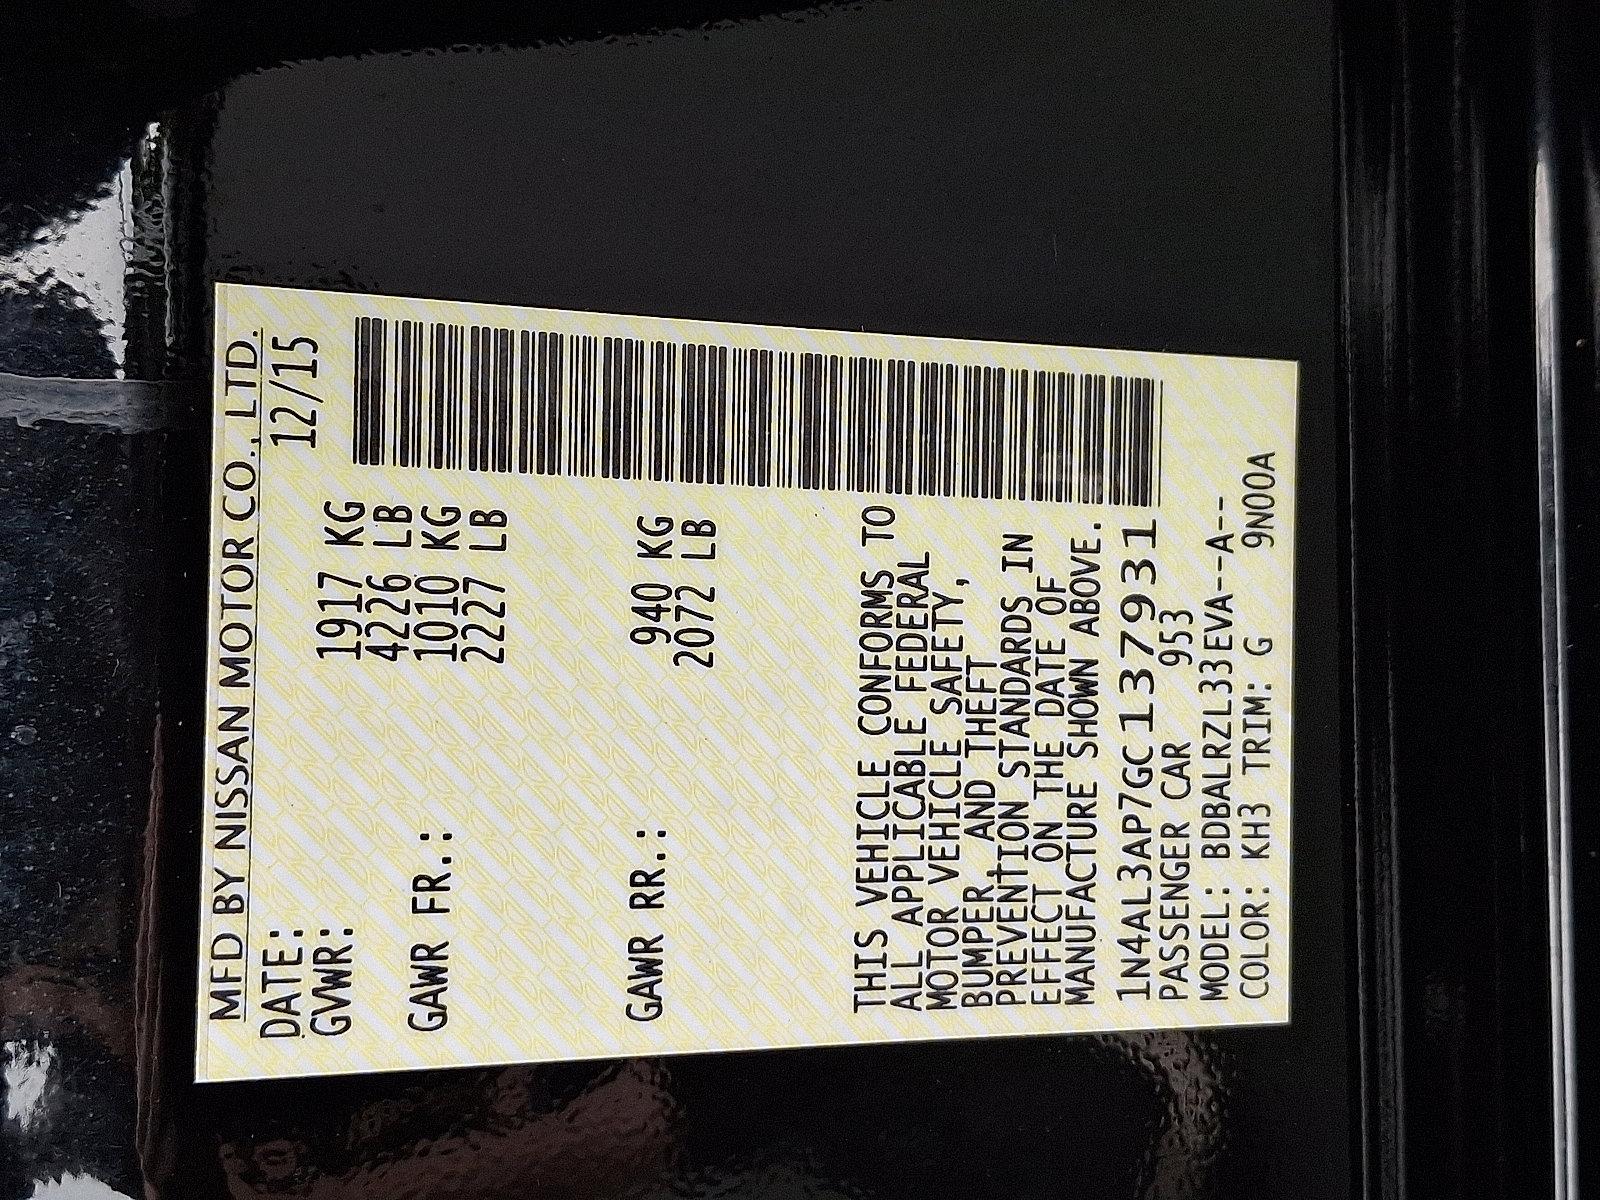 MFD BY NISSAN MOTOR CO., LTD.
DATE: 12/15
GVWR: 1917 KG
4226 LB
GAWR FR.: 1010 KG
2227 LB
GAWR RR.: 940 KG
2072 LB
THIS VEHICLE CONFORMS TO
ALL APPLICABLE FEDERAL
MOTOR VEHICLE SAFETY,
BUMPER, AND THEFT
PREVENTION STANDARDS IN
EFFECT ON THE DATE OF
MANUFACTURE SHOWN ABOVE.
1N4AL3AP7GC137931
PASSENGER CAR 953
MODEL: BDBALRZL33EVA--A--
COLOR: KH3 TRIM: G 9N00A